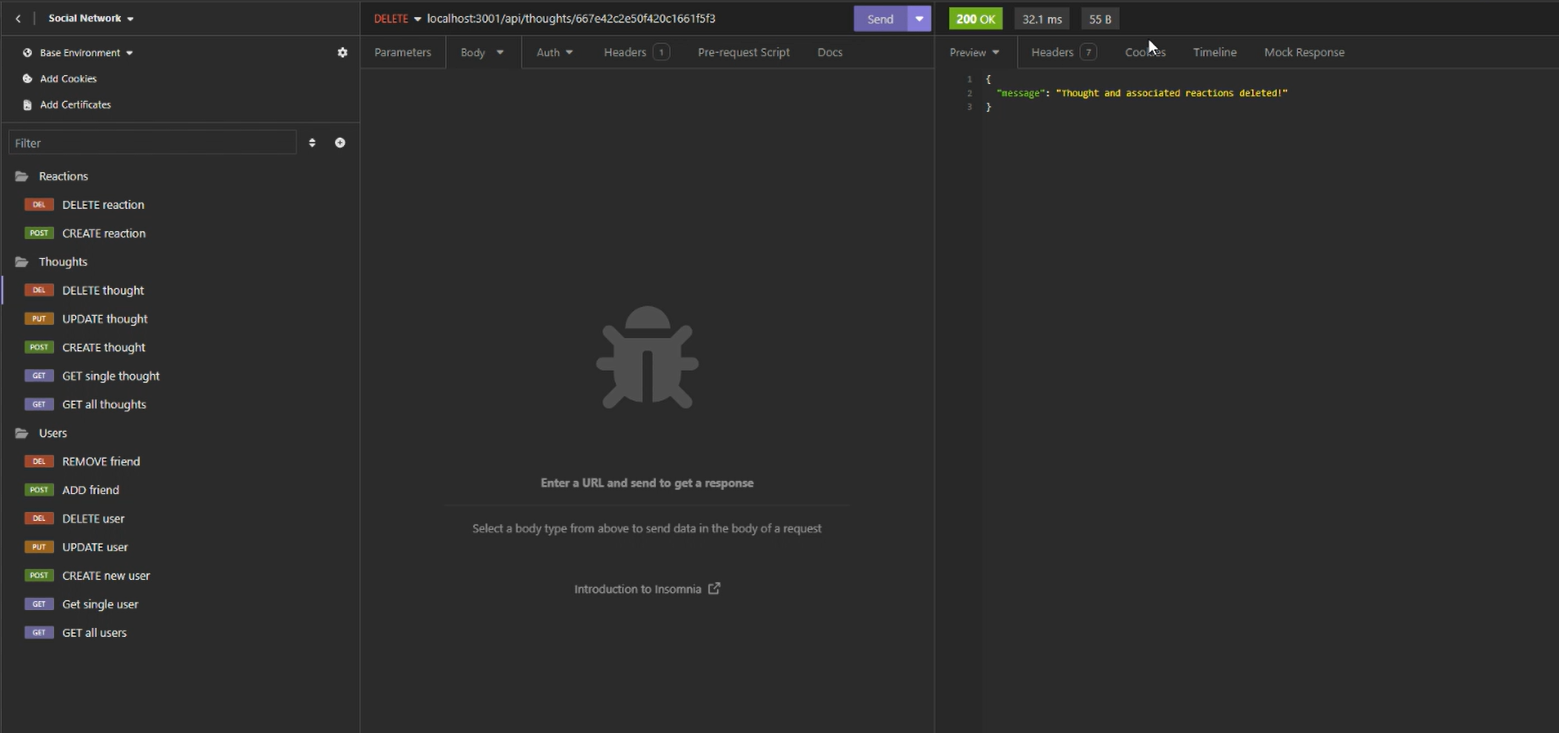 Social Network
DELETE localhost:3001/api/thoughts/667e42c2e50f420c1661f5f3 Send
200 OK 32.1 ms 55 B
Base Environment
Add Cookies
Add Certificates
Filter
Reactions
DEL DELETE reaction
POST CREATE reaction
Thoughts
DEL DELETE thought
PUT UPDATE thought
POST CREATE thought
GET GET single thought
GET GET all thoughts
Users
DEL REMOVE friend
POST ADD friend
DEL DELETE user
PUT UPDATE user
POST CREATE new user
GET Get single user
GET GET all users
Parameters Body Auth Headers 1 Pre-request Script Docs
Enter a URL and send to get a response
Select a body type from above to send data in the body of a request
Introduction to Insomnia
Preview Headers 7 Cookies Timeline Mock Response
1 {
2 "message": "Thought and associated reactions deleted!"
3 }